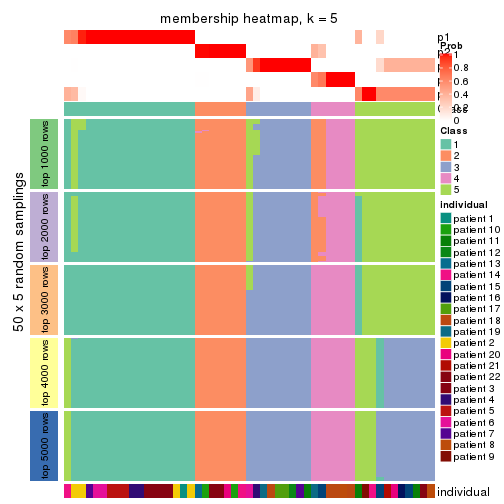 membership heatmap, k = 5
p1
Prob
1
0.8
0.6
0.4
0.2
0
Class
1
2
3
4
5
individual
patient 1
patient 10
patient 11
patient 12
patient 13
patient 14
patient 15
patient 16
patient 17
patient 18
patient 19
patient 2
patient 20
patient 21
patient 22
patient 3
patient 4
patient 5
patient 6
patient 7
patient 8
patient 9
50 x 5 random samplings
top 1000 rows
top 2000 rows
top 3000 rows
top 4000 rows
top 5000 rows
individual